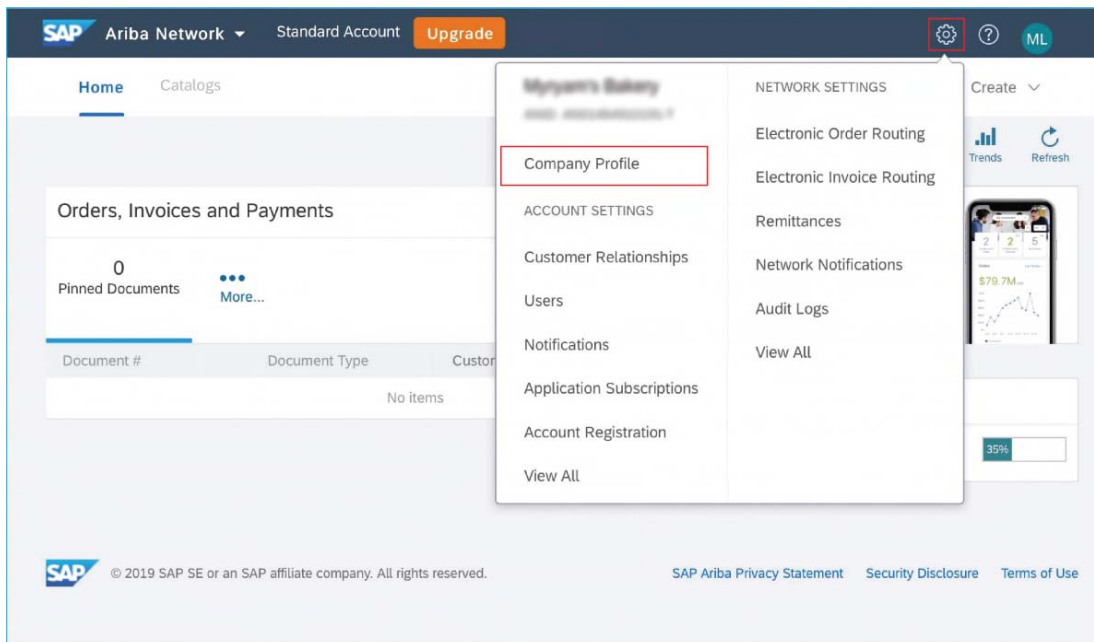 SAP Ariba Network Standard Account Upgrade ML
Home Catalogs Create
Company Profile
ACCOUNT SETTINGS
Customer Relationships
Users
Notifications
Application Subscriptions
Account Registration
View All
NETWORK SETTINGS
Electronic Order Routing
Electronic Invoice Routing
Remittances
Network Notifications
Audit Logs
View All
Trends Refresh
Orders, Invoices and Payments
0
Pinned Documents
More...
2 2 5
$79.7M
Document # Document Type Custor
No items
35%
SAP © 2019 SAP SE or an SAP affiliate company. All rights reserved. SAP Ariba Privacy Statement Security Disclosure Terms of Use